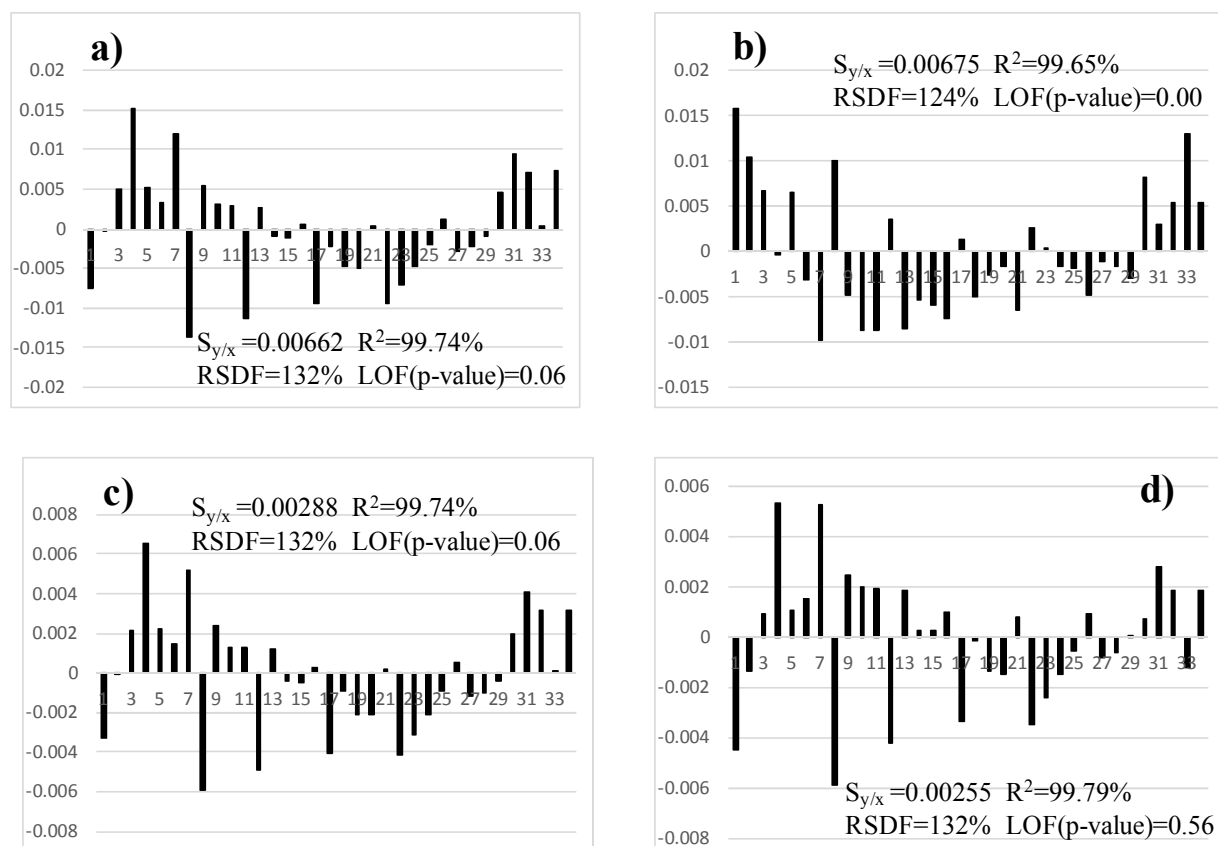 a)
0.02
0.015
0.01
0.005
0
1 3 5 7 9 11 13 15 17 19 21 23 25 27 29 31 33
-0.005
-0.01
-0.015
-0.02
S_y/x =0.00662 R²=99.74%
RSDF=132% LOF(p-value)=0.06
b)
S_y/x =0.00675 R²=99.65%
RSDF=124% LOF(p-value)=0.00
0.02
0.015
0.01
0.005
0
1 3 5 7 9 11 13 15 17 19 21 23 25 27 29 31 33
-0.005
-0.01
-0.015
c)
S_y/x =0.00288 R²=99.74%
RSDF=132% LOF(p-value)=0.06
0.008
0.006
0.004
0.002
0
1 3 5 7 9 11 13 15 17 19 21 23 25 27 29 31 33
-0.002
-0.004
-0.006
-0.008
d)
0.006
0.004
0.002
0
1 3 5 7 9 11 13 15 17 19 21 23 25 27 29 31 33
-0.002
-0.004
-0.006
-0.008
S_y/x =0.00255 R²=99.79%
RSDF=132% LOF(p-value)=0.56